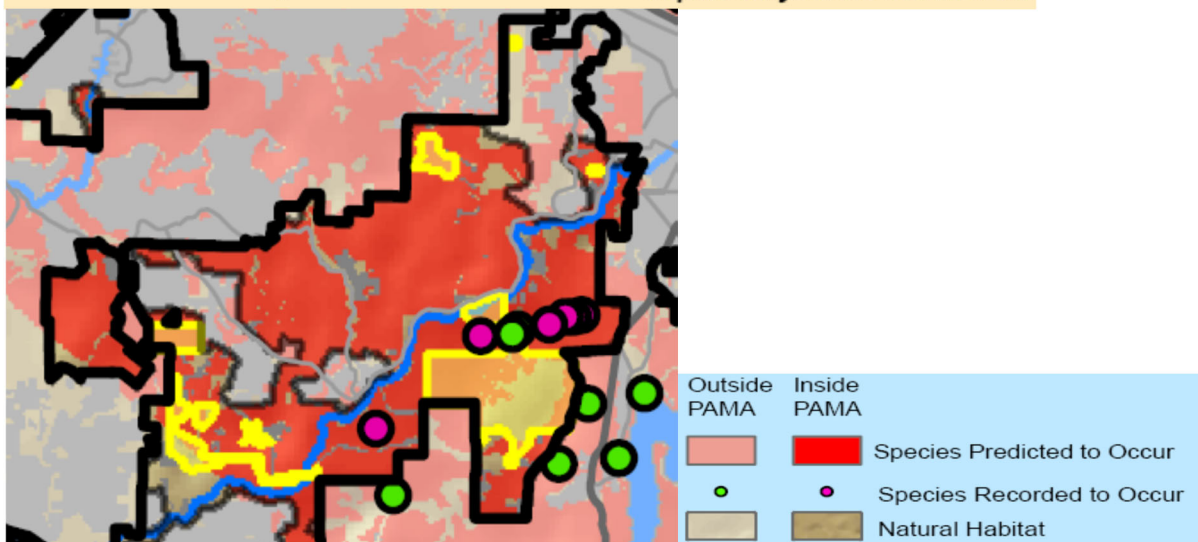 Outside Inside
PAMA PAMA
Species Predicted to Occur
Species Recorded to Occur
Natural Habitat